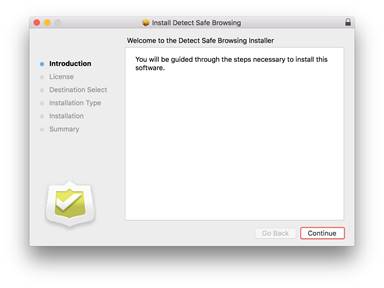 Install Detect Safe Browsing
Welcome to the Detect Safe Browsing Installer
Introduction
License
Destination Select
Installation Type
Installation
Summary
You will be guided through the steps necessary to install this
software.
Go Back
Continue